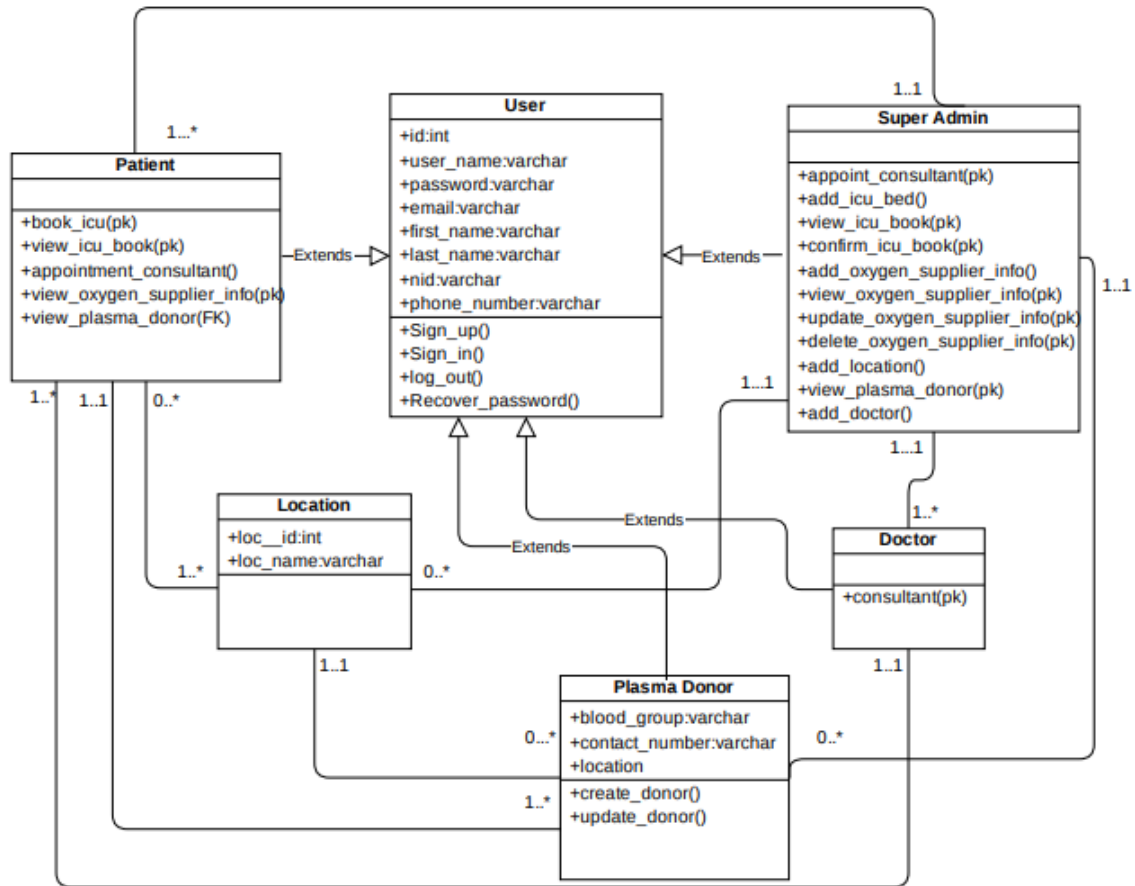 1..1
User
Super Admin
1...*
Patient
+id:int
+user_name:varchar
+password:varchar
+email:varchar
+first_name:varchar
+last_name:varchar
+nid:varchar
+phone_number:varchar
+Sign_up()
+Sign_in()
+log_out()
+Recover_password()
+book_icu(pk)
+view_icu_book(pk)
+appointment_consultant()
+view_oxygen_supplier_info(pk)
+view_plasma_donor(FK)
Extends
Extends
+appoint_consultant(pk)
+add_icu_bed()
+view_icu_book(pk)
+confirm_icu_book(pk)
+add_oxygen_supplier_info()
+view_oxygen_supplier_info(pk)
+update_oxygen_supplier_info(pk)
+delete_oxygen_supplier_info(pk)
+add_location()
+view_plasma_donor(pk)
+add_doctor()
1..1
1...1
1..*
1..1
0..*
1...1
Location
+loc__id:int
+loc_name:varchar
Extends
Extends
1..*
Doctor
+consultant(pk)
1..*
0..*
1..1
1..1
Plasma Donor
+blood_group:varchar
+contact_number:varchar
+location
+create_donor()
+update_donor()
0...*
0..*
1..*